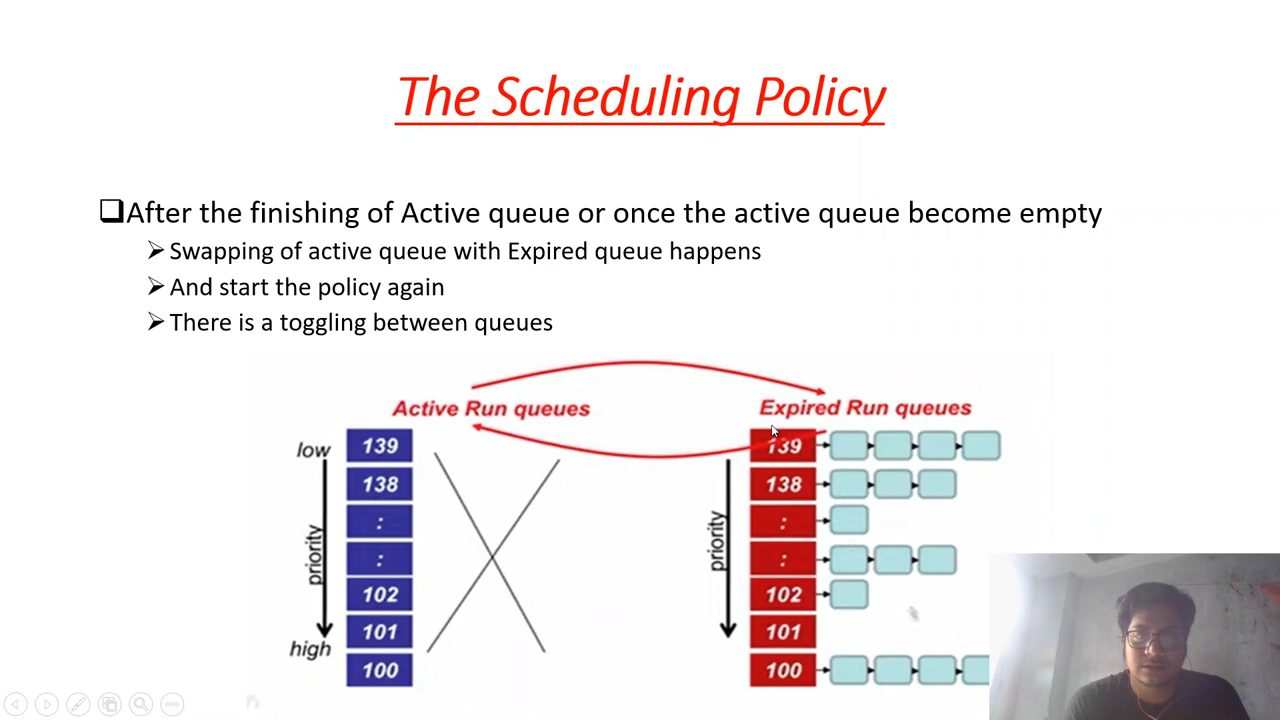 The Scheduling Policy
After the finishing of Active queue or once the active queue become empty
Swapping of active queue with Expired queue happens
And start the policy again
There is a toggling between queues
Active Run queues
low
139
138
:
:
102
101
100
priority
high
Expired Run queues
139
138
:
:
102
101
100
priority